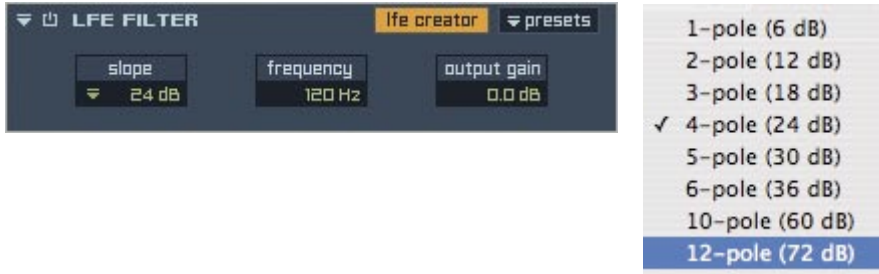 LFE FILTER lfe creator presets
slope frequency output gain
24 dB 120 Hz 0.0 dB
1-pole (6 dB)
2-pole (12 dB)
3-pole (18 dB)
✓ 4-pole (24 dB)
5-pole (30 dB)
6-pole (36 dB)
10-pole (60 dB)
12-pole (72 dB)